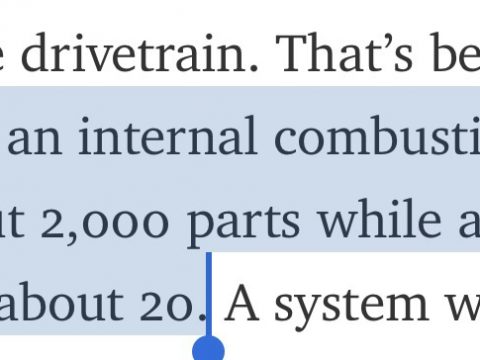 drivetrain. That’s be
an internal combusti
2,000 parts while a
about 20. A system w